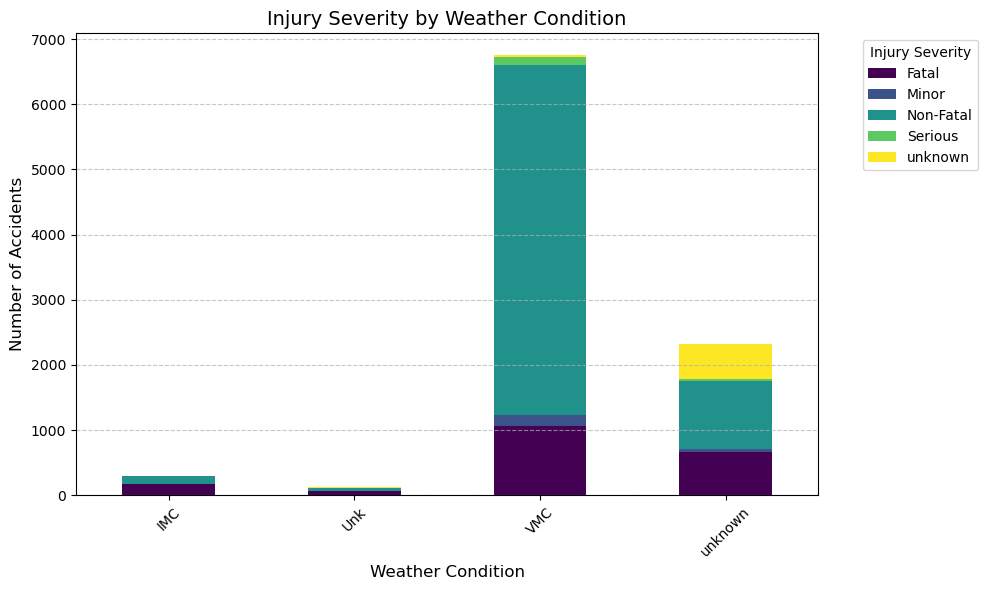 Injury Severity by Weather Condition
Number of Accidents
7000
6000
5000
4000
3000
2000
1000
0
IMC
Unk
VMC
unknown
Weather Condition
Injury Severity
Fatal
Minor
Non-Fatal
Serious
unknown